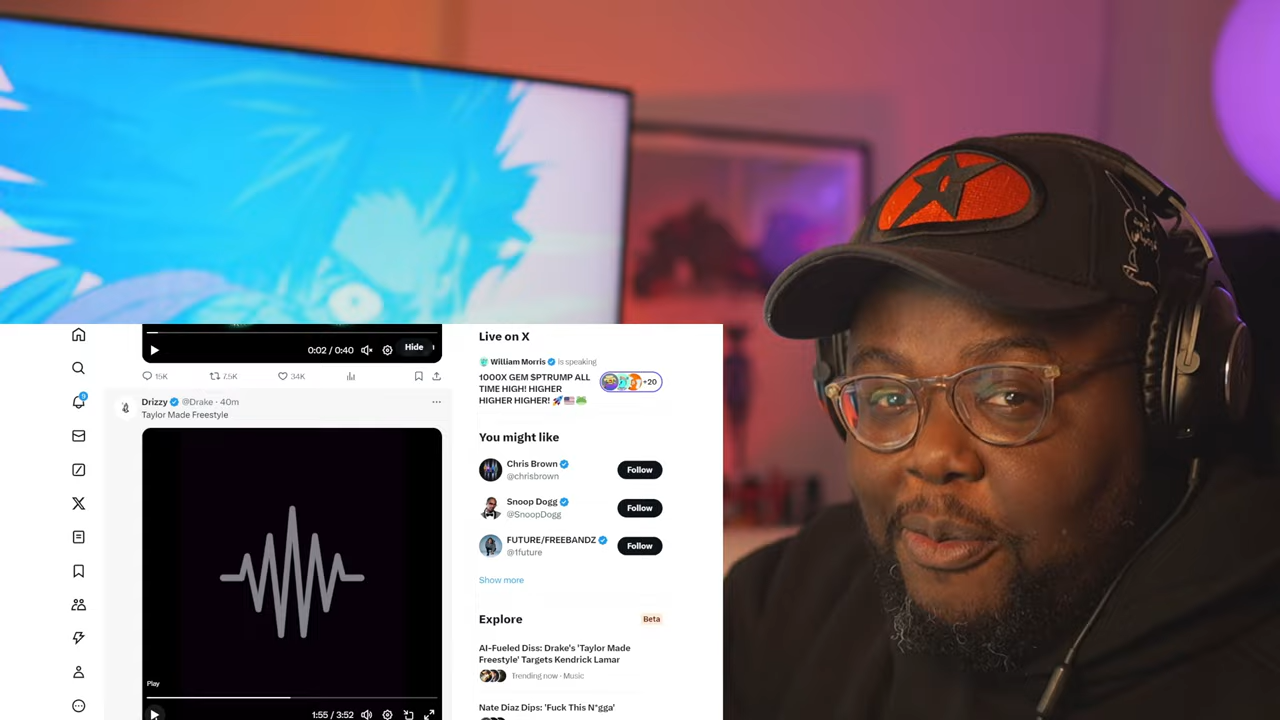 0:02 / 0:40
Hide
15K
7.5K
34K
Drizzy @Drake · 40m
Taylor Made Freestyle
Play
1:55 / 3:52
Live on X
William Morris is speaking
1000X GEM $PTRUMP ALL
TIME HIGH! HIGHER
HIGHER HIGHER! 🚀🇺🇸🐸
+20
You might like
Chris Brown
@chrisbrown
Follow
Snoop Dogg
@SnoopDogg
Follow
FUTURE/FREEBANDZ
@1future
Follow
Show more
Explore
Beta
AI-Fueled Diss: Drake's 'Taylor Made
Freestyle' Targets Kendrick Lamar
Trending now · Music
Nate Diaz Dips: 'Fuck This N*gga'